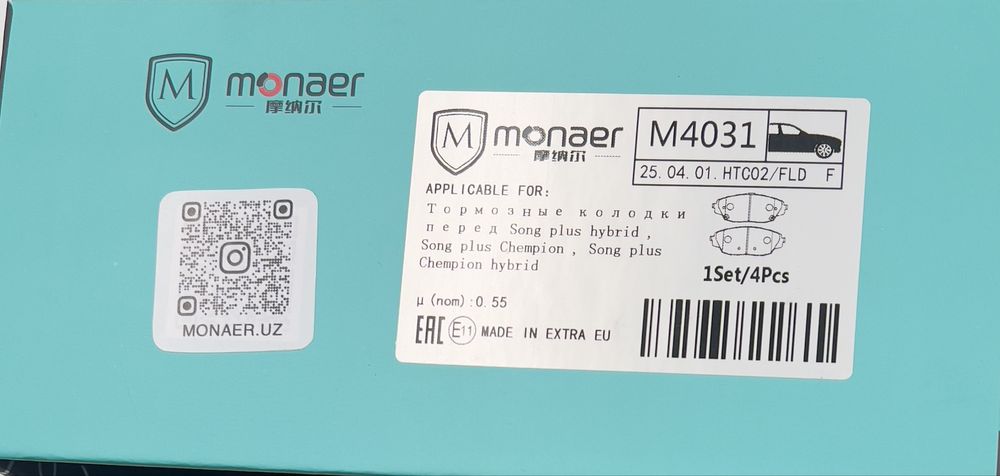 M
monaer
摩纳尔
MONAER.UZ
M
monaer
摩纳尔
M4031
25.04.01.HTC02/FLD F
APPLICABLE FOR:
Тормозные колодки
перед Song plus hybrid ,
Song plus Chempion , Song plus
Chempion hybrid
1Set/4Pcs
μ (nom) :0.55
EAC E11 MADE IN EXTRA EU